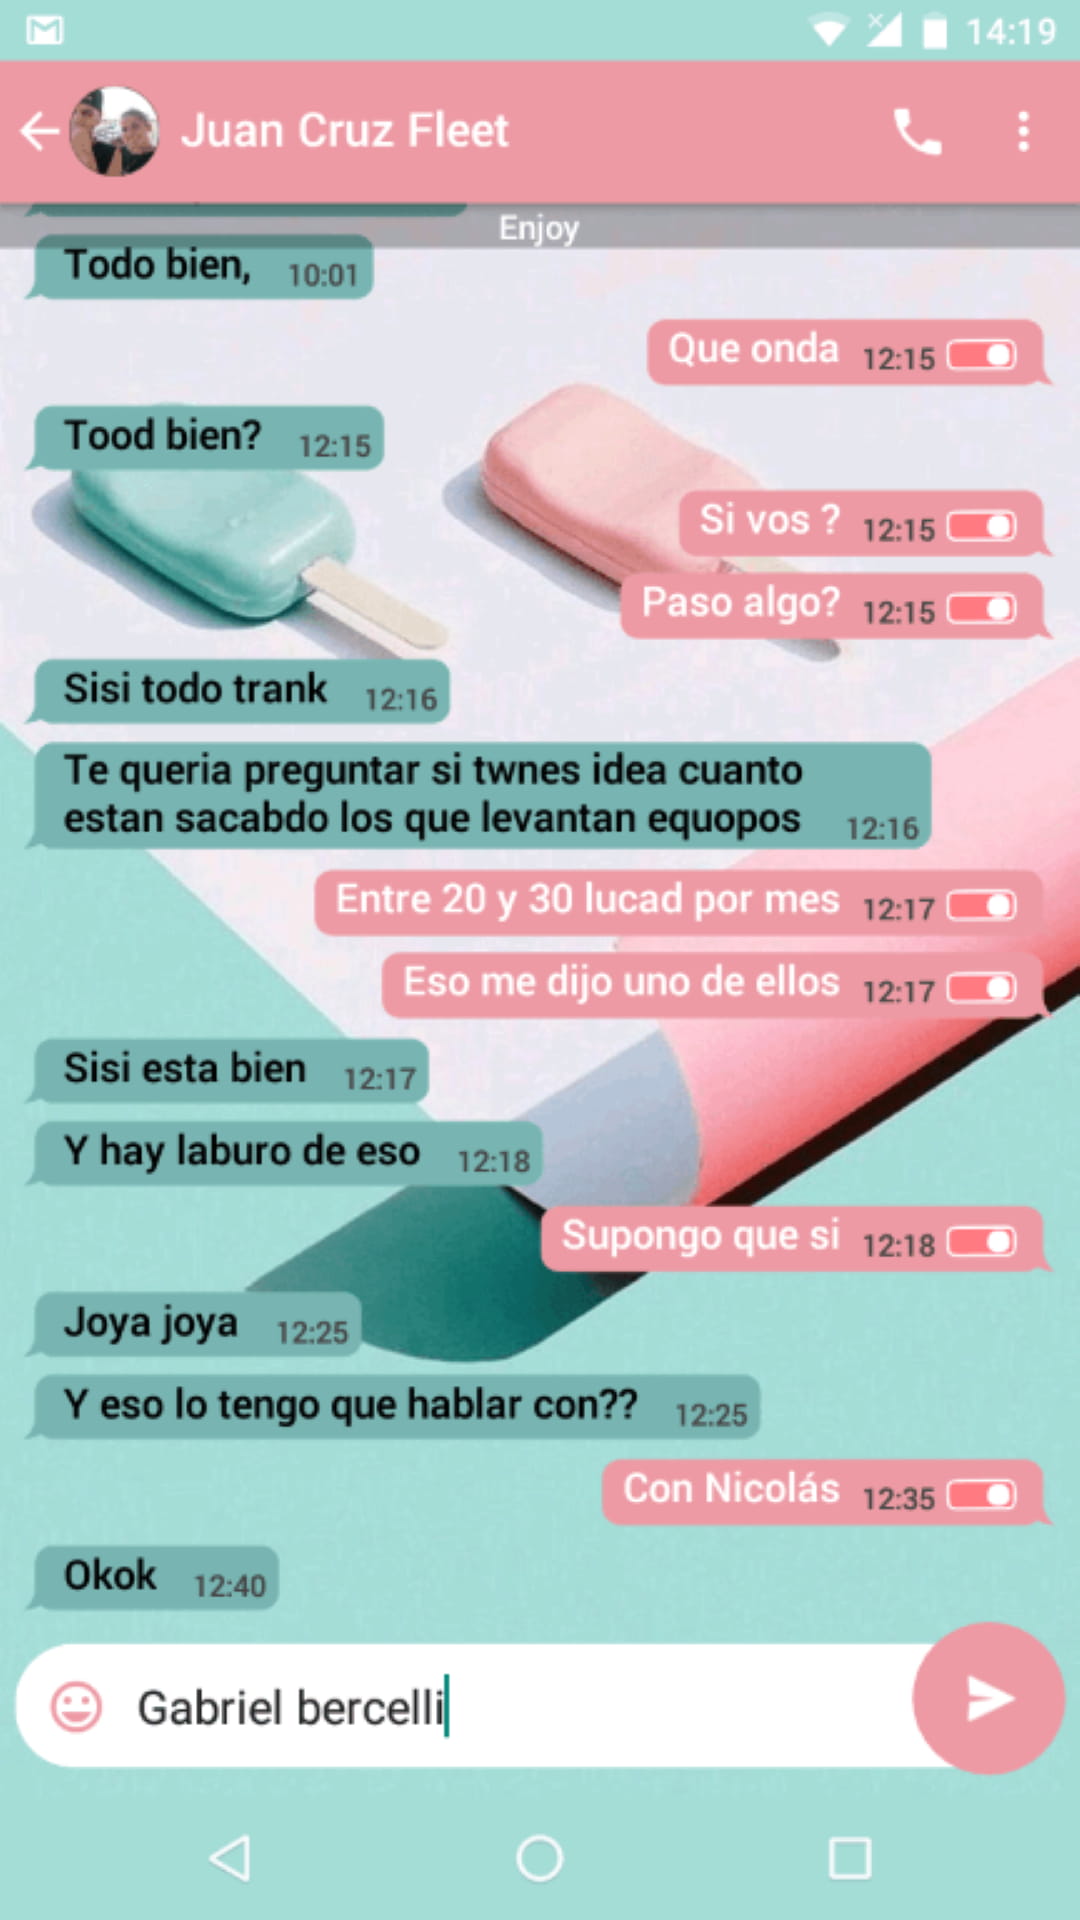 14:19
Juan Cruz Fleet
Enjoy
Todo bien, 10:01
Que onda 12:15
Tood bien? 12:15
Si vos ? 12:15
Paso algo? 12:15
Sisi todo trank 12:16
Te queria preguntar si twnes idea cuanto
estan sacabdo los que levantan equopos 12:16
Entre 20 y 30 lucad por mes 12:17
Eso me dijo uno de ellos 12:17
Sisi esta bien 12:17
Y hay laburo de eso 12:18
Supongo que si 12:18
Joya joya 12:25
Y eso lo tengo que hablar con?? 12:25
Con Nicolás 12:35
Okok 12:40
Gabriel bercelli